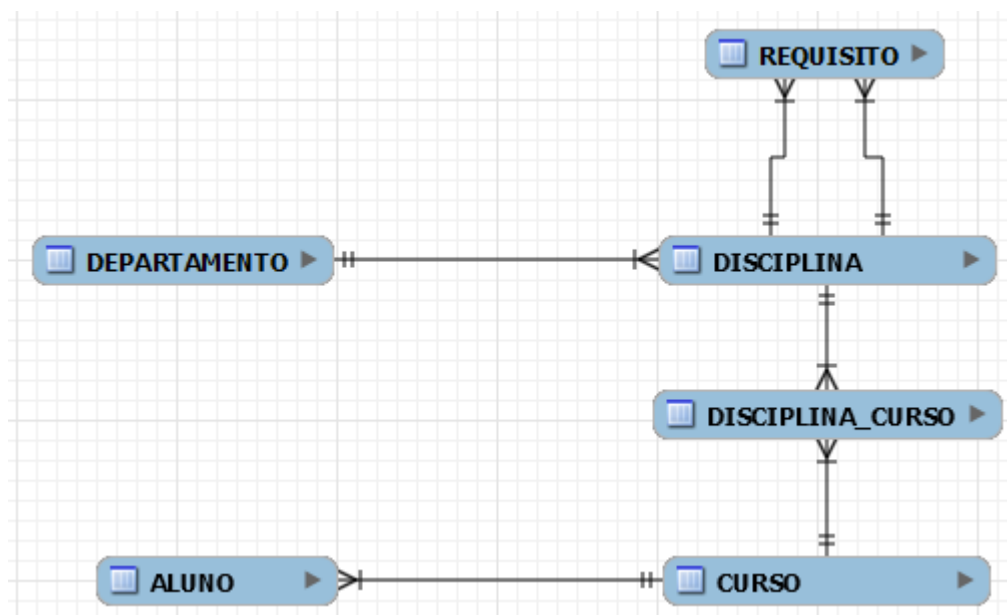 REQUISITO
DEPARTAMENTO
DISCIPLINA
DISCIPLINA_CURSO
ALUNO
CURSO